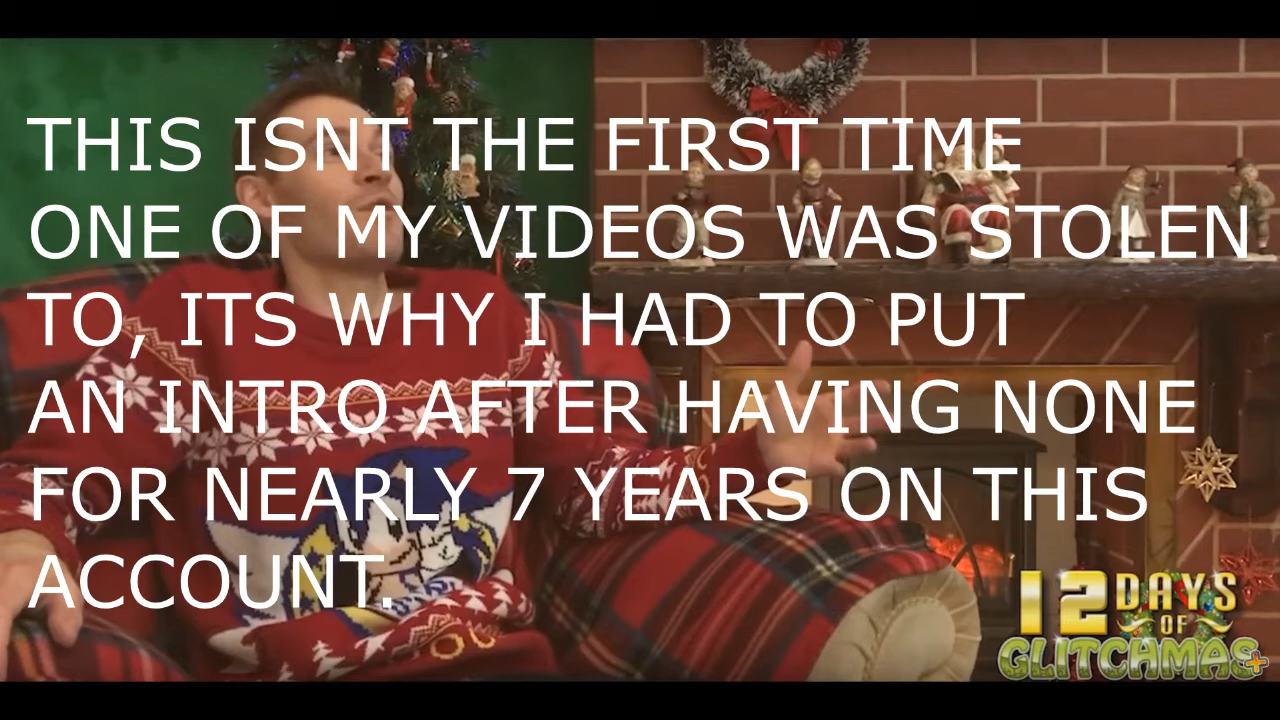 THIS ISNT THE FIRST TIME
ONE OF MY VIDEOS WAS STOLEN
TO, ITS WHY I HAD TO PUT
AN INTRO AFTER HAVING NONE
FOR NEARLY 7 YEARS ON THIS
ACCOUNT.
12 DAYS
OF
GLITCHMAS+